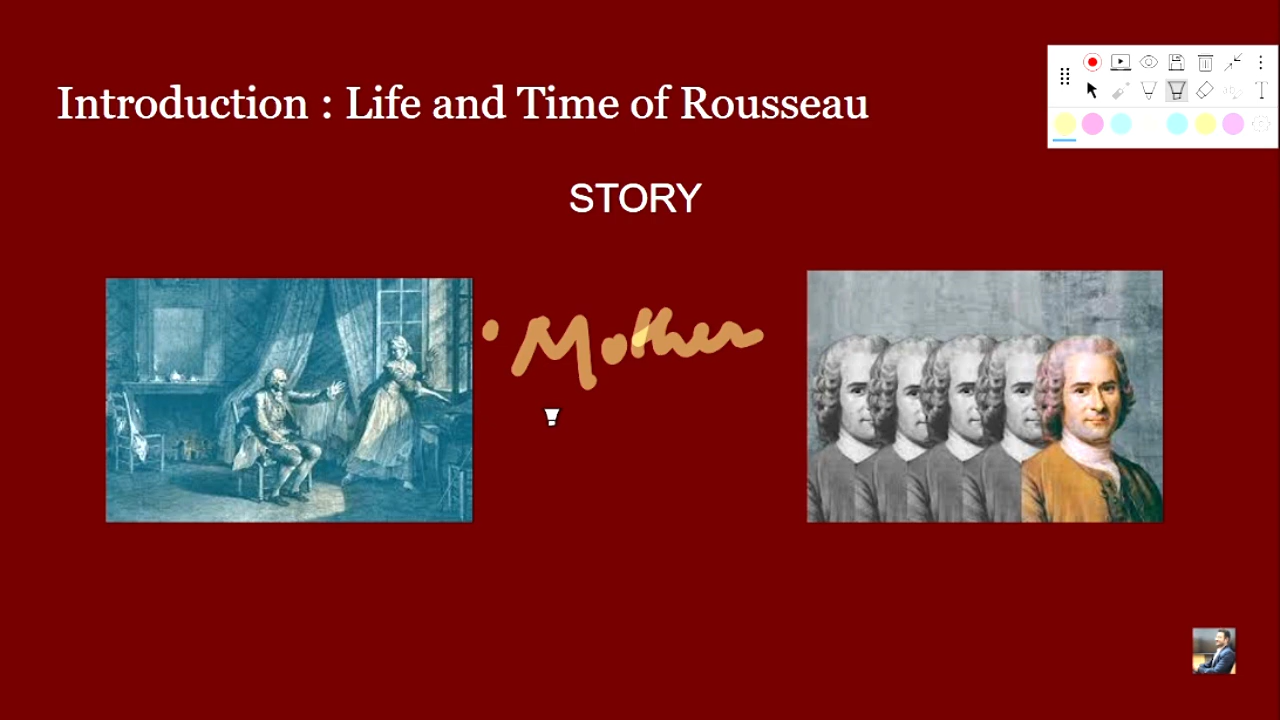 Introduction : Life and Time of Rousseau
STORY
• Mother